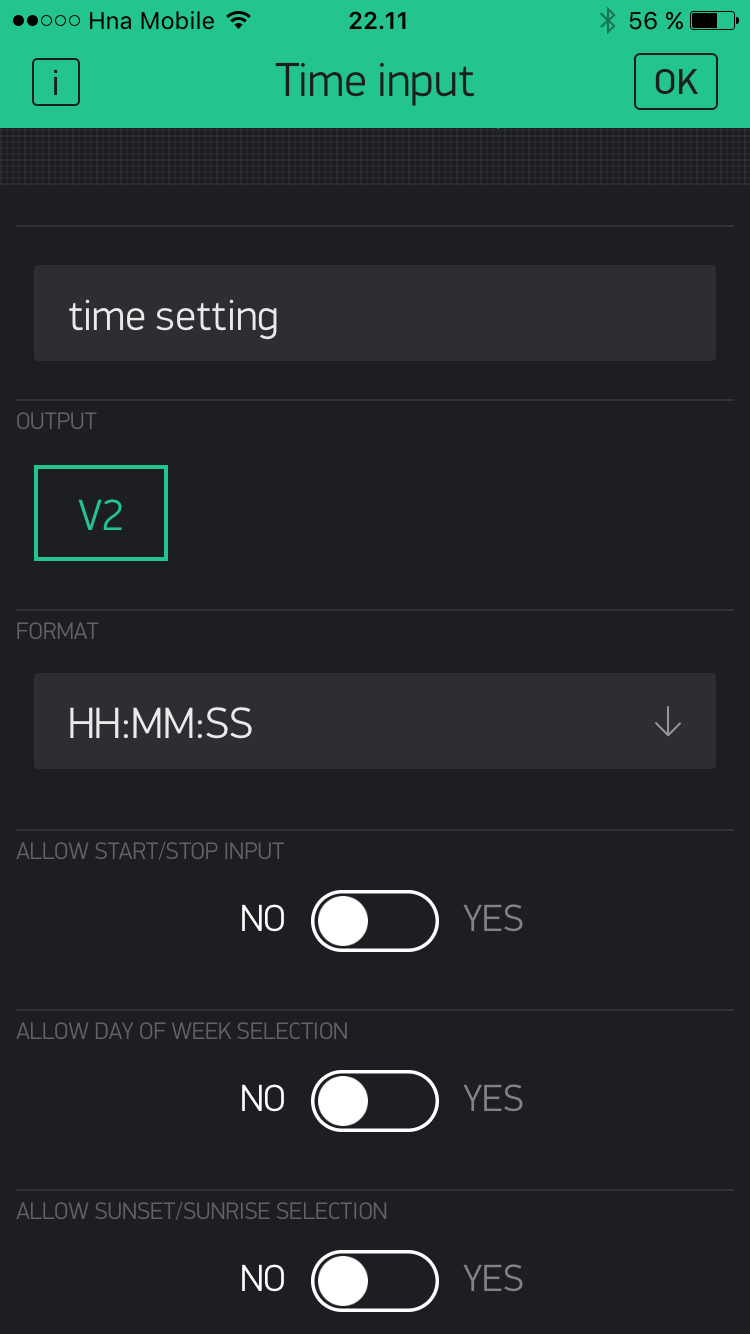 Hna Mobile 22.11 56 %
i Time input OK
time setting
OUTPUT
V2
FORMAT
HH:MM:SS
ALLOW START/STOP INPUT
NO YES
ALLOW DAY OF WEEK SELECTION
NO YES
ALLOW SUNSET/SUNRISE SELECTION
NO YES